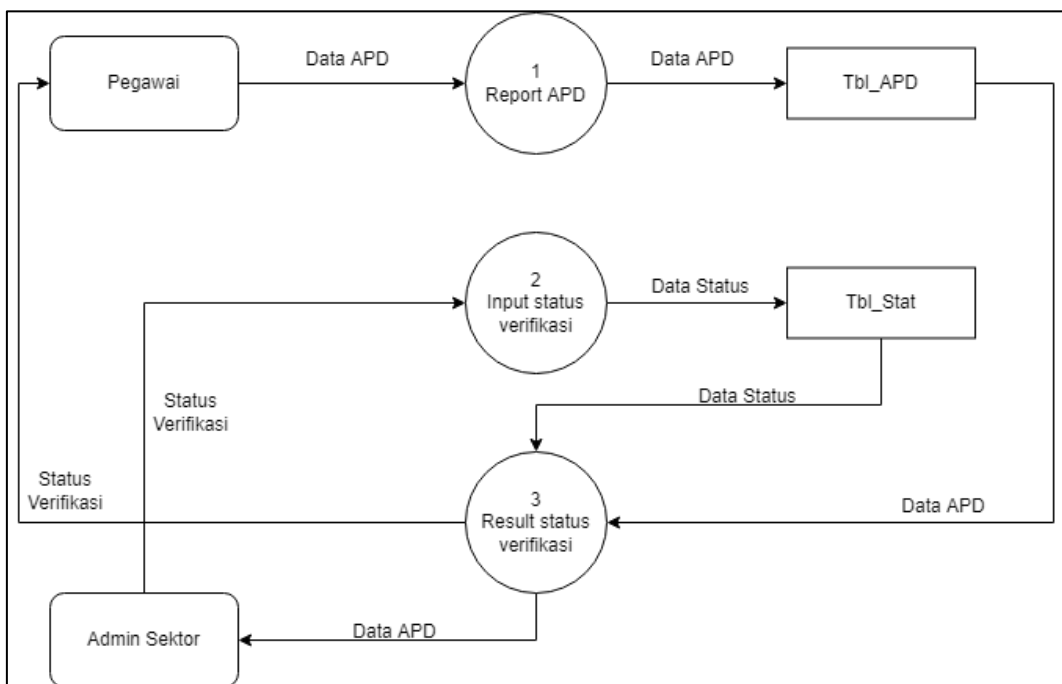 Pegawai
Data APD
1
Report APD
Data APD
Tbl_APD
2
Input status
verifikasi
Data Status
Tbl_Stat
Status
Verifikasi
Data Status
Status
Verifikasi
3
Result status
verifikasi
Data APD
Admin Sektor
Data APD